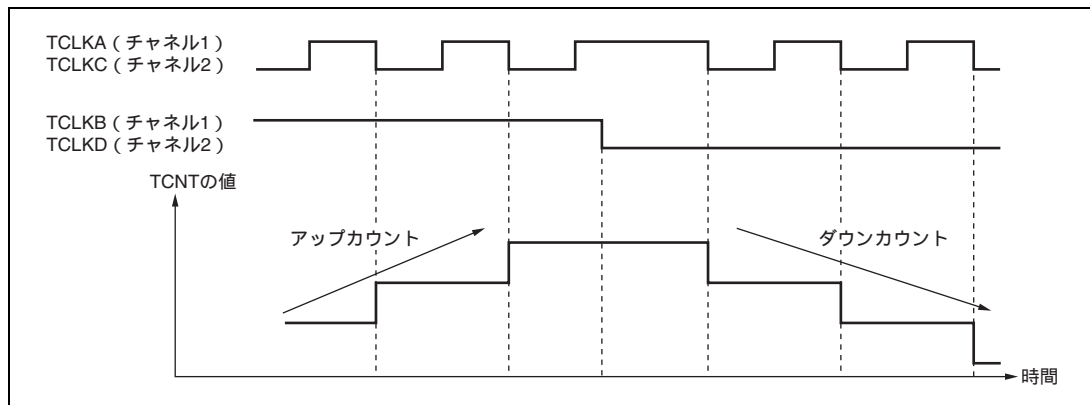 TCLKA（チャネル1）
TCLKC（チャネル2）
TCLKB（チャネル1）
TCLKD（チャネル2）
TCNTの値
アップカウント
ダウンカウント
時間